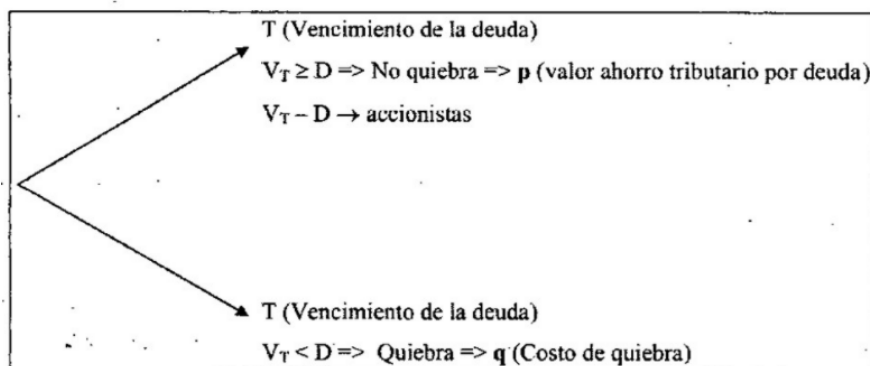 T (Vencimiento de la deuda)
V_T ≥ D => No quiebra => p (valor ahorro tributario por deuda)
V_T – D → accionistas
T (Vencimiento de la deuda)
V_T < D => Quiebra => q (Costo de quiebra)